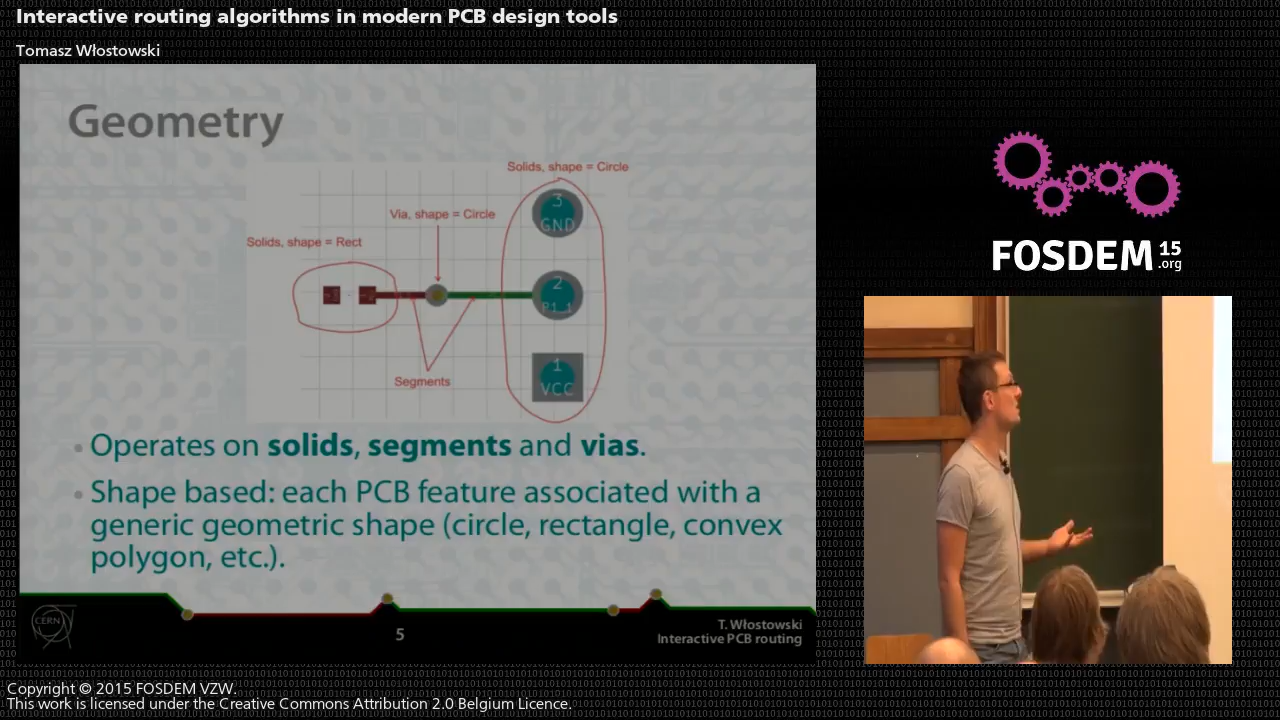 Interactive routing algorithms in modern PCB design tools
Tomasz Włostowski
Geometry
Solids, shape = Circle
Via, shape = Circle
Solids, shape = Rect
3
GND
2
P1-1
1
VCC
Segments
• Operates on solids, segments and vias.
• Shape based: each PCB feature associated with a
generic geometric shape (circle, rectangle, convex
polygon, etc.).
CERN
5
T. Włostowski
Interactive PCB routing
FOSDEM 15
.org
Copyright © 2015 FOSDEM VZW.
This work is licensed under the Creative Commons Attribution 2.0 Belgium Licence.